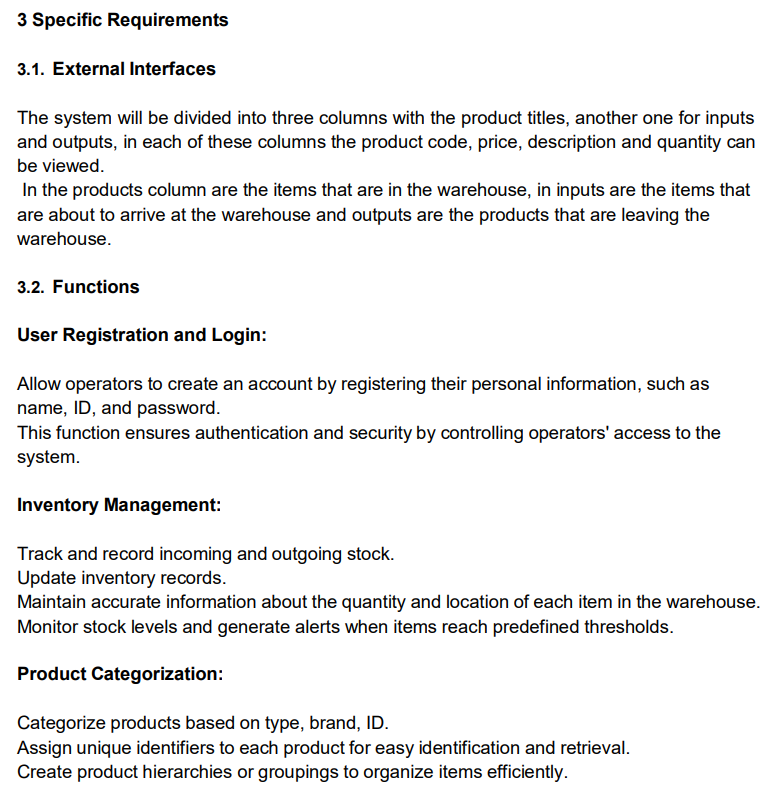 3 Specific Requirements
3.1. External Interfaces
The system will be divided into three columns with the product titles, another one for inputs
and outputs, in each of these columns the product code, price, description and quantity can
be viewed.
In the products column are the items that are in the warehouse, in inputs are the items that
are about to arrive at the warehouse and outputs are the products that are leaving the
warehouse.
3.2. Functions
User Registration and Login:
Allow operators to create an account by registering their personal information, such as
name, ID, and password.
This function ensures authentication and security by controlling operators' access to the
system.
Inventory Management:
Track and record incoming and outgoing stock.
Update inventory records.
Maintain accurate information about the quantity and location of each item in the warehouse.
Monitor stock levels and generate alerts when items reach predefined thresholds.
Product Categorization:
Categorize products based on type, brand, ID.
Assign unique identifiers to each product for easy identification and retrieval.
Create product hierarchies or groupings to organize items efficiently.